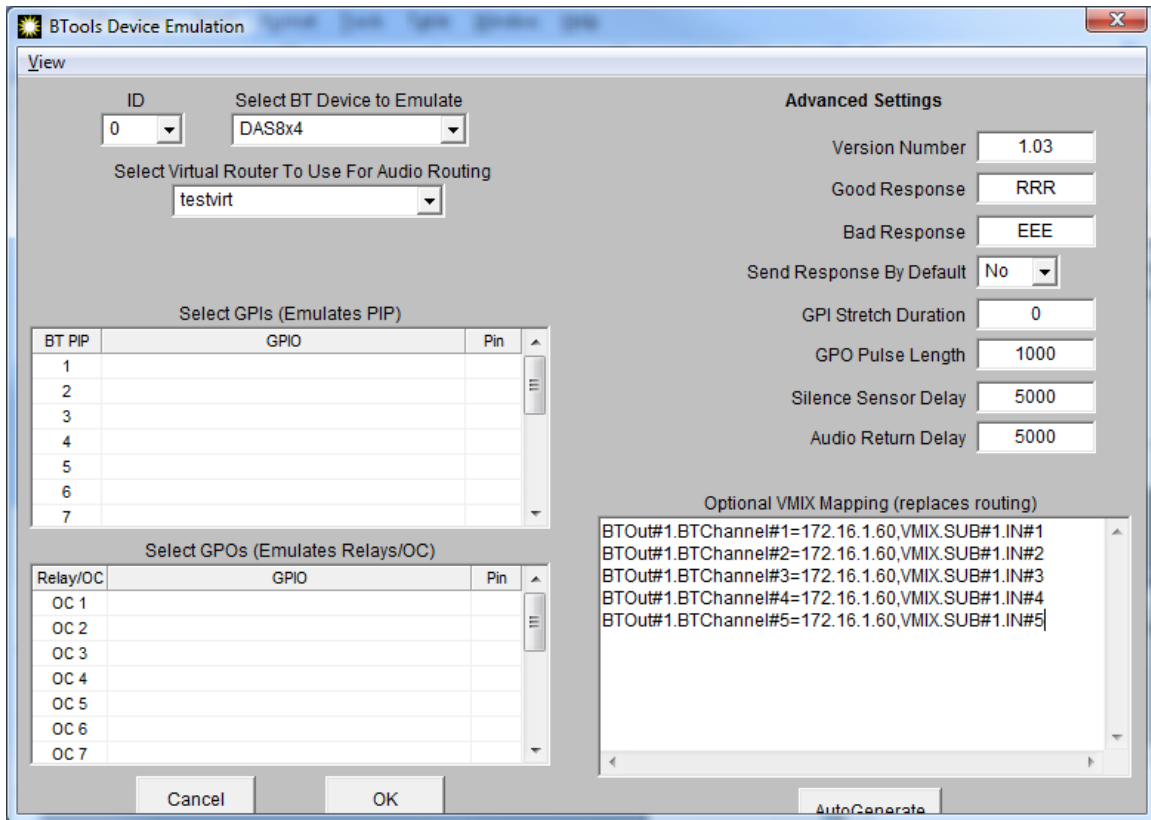 BTools Device Emulation
View
ID
Select BT Device to Emulate
0
DAS8x4
Select Virtual Router To Use For Audio Routing
testvirt
Select GPIs (Emulates PIP)
BT PIP GPIO Pin
1
2
3
4
5
6
7
Select GPOs (Emulates Relays/OC)
Relay/OC GPIO Pin
OC 1
OC 2
OC 3
OC 4
OC 5
OC 6
OC 7
Cancel
OK
Advanced Settings
Version Number 1.03
Good Response RRR
Bad Response EEE
Send Response By Default No
GPI Stretch Duration 0
GPO Pulse Length 1000
Silence Sensor Delay 5000
Audio Return Delay 5000
Optional VMIX Mapping (replaces routing)
BTOut#1.BTChannel#1=172.16.1.60,VMIX.SUB#1.IN#1
BTOut#1.BTChannel#2=172.16.1.60,VMIX.SUB#1.IN#2
BTOut#1.BTChannel#3=172.16.1.60,VMIX.SUB#1.IN#3
BTOut#1.BTChannel#4=172.16.1.60,VMIX.SUB#1.IN#4
BTOut#1.BTChannel#5=172.16.1.60,VMIX.SUB#1.IN#5
AutoGenerate